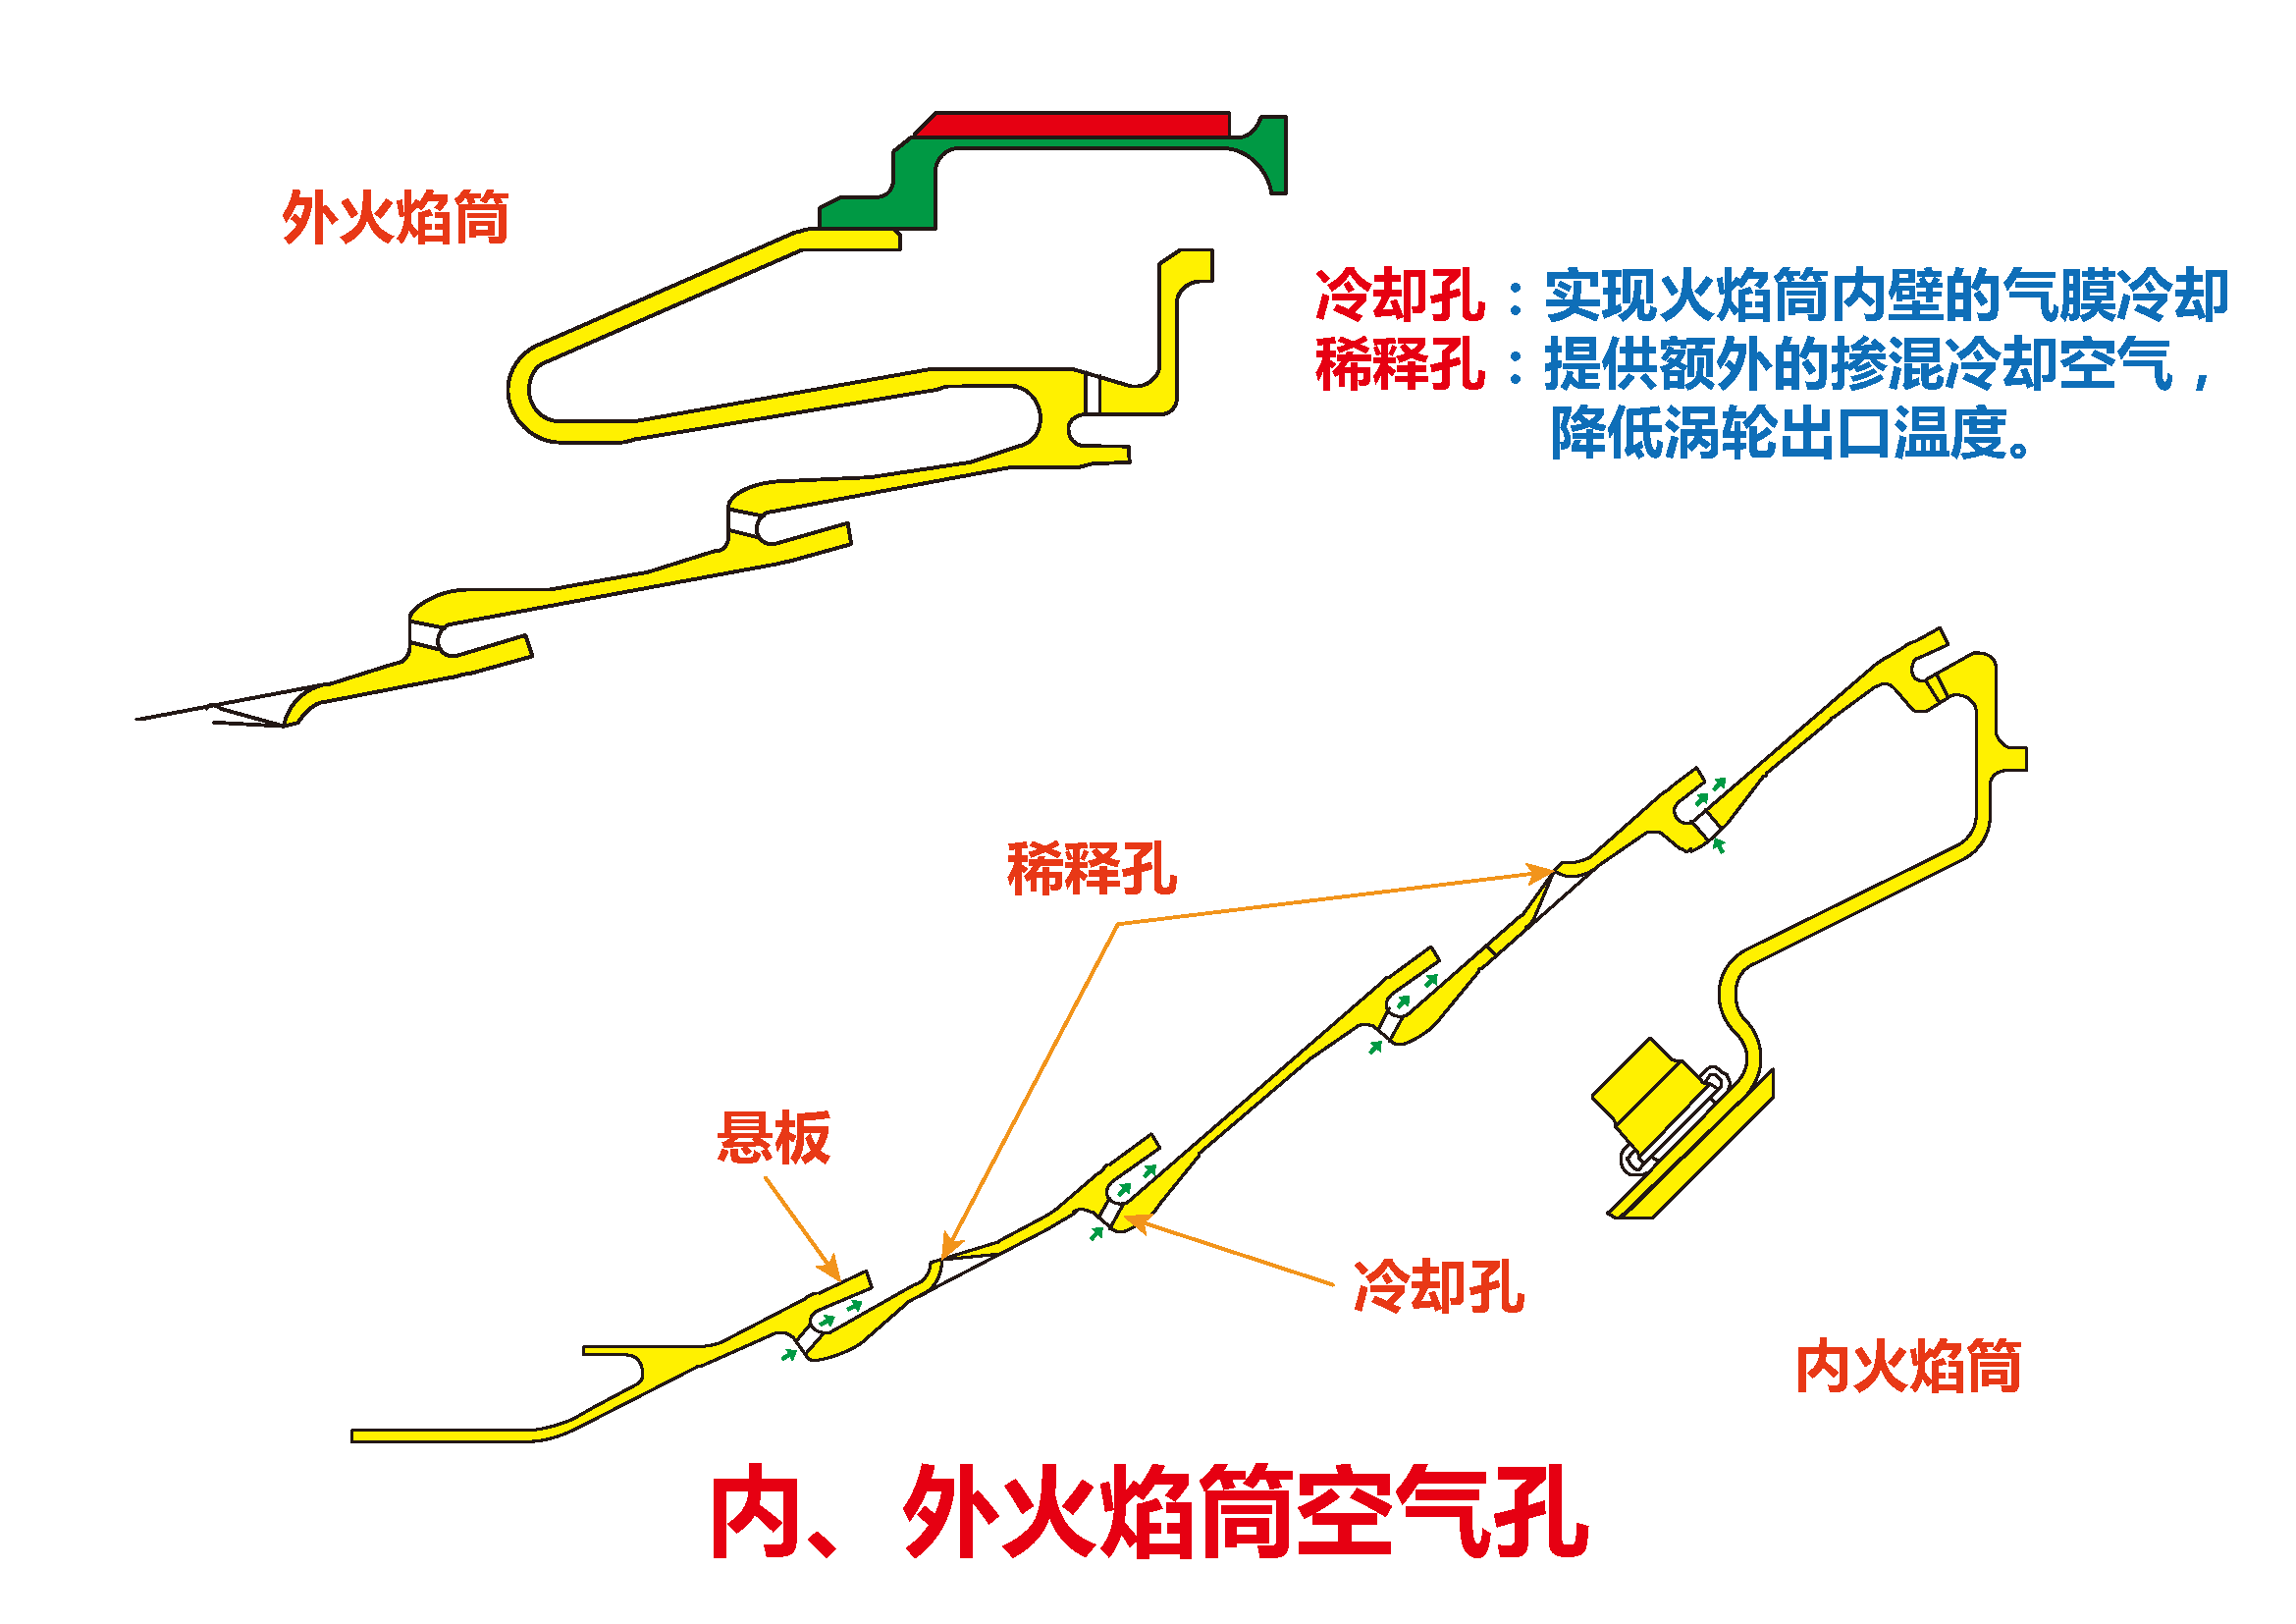 外火焰筒
冷却孔：实现火焰筒内壁的气膜冷却
稀释孔：提供额外的掺混冷却空气，
降低涡轮出口温度。
稀释孔
悬板
冷却孔
内火焰筒
内、外火焰筒空气孔